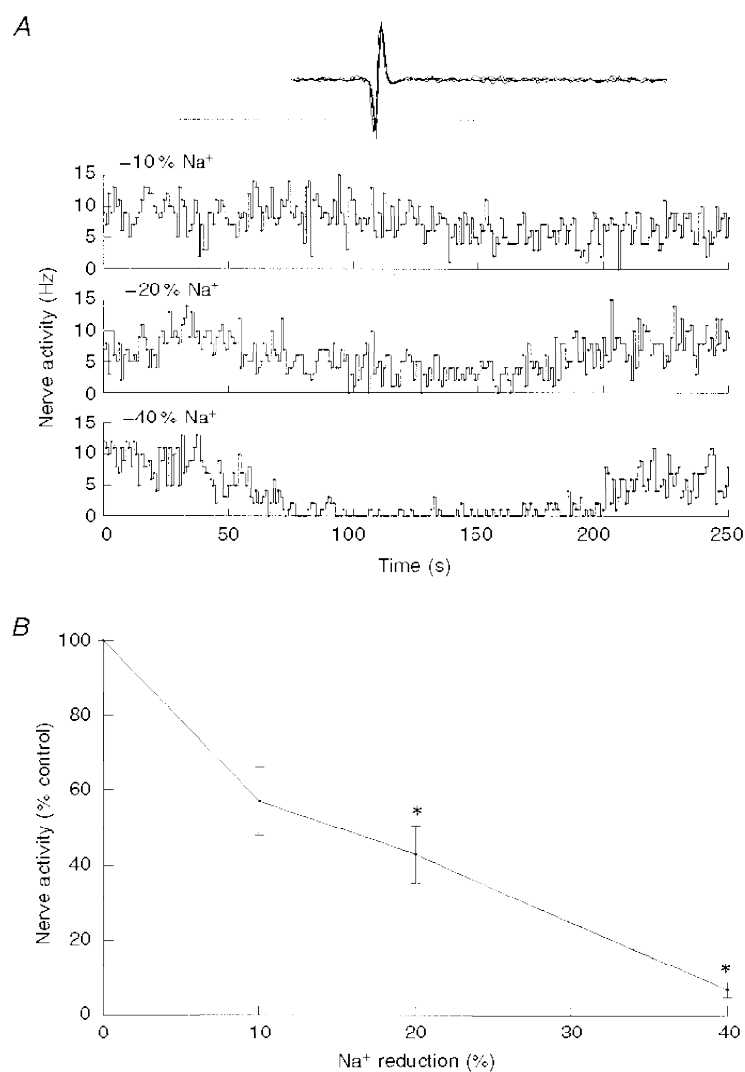 A
−10% Na⁺
15
10
5
0
−20% Na⁺
15
10
5
0
−40% Na⁺
15
10
5
0
Nerve activity (Hz)
0 50 100 150 200 250
Time (s)
B
100
80
60
40
20
0
Nerve activity (% control)
*
*
0 10 20 30 40
Na⁺ reduction (%)